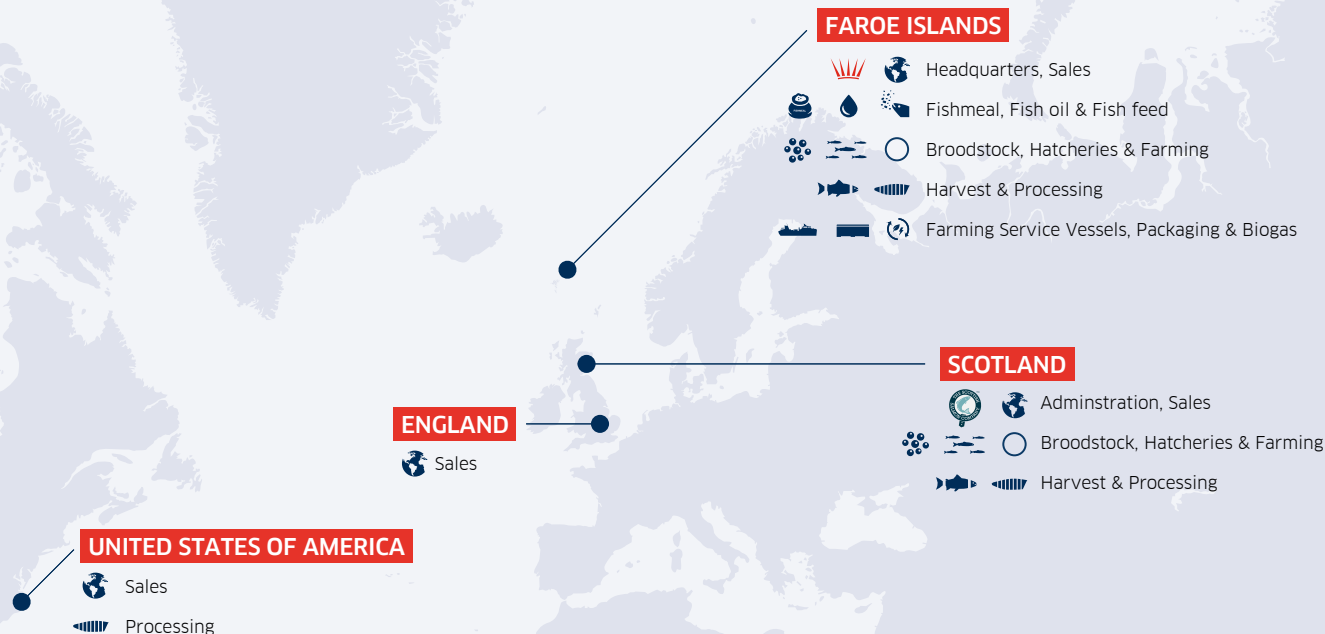 FAROE ISLANDS
Headquarters, Sales
Fishmeal, Fish oil & Fish feed
Broodstock, Hatcheries & Farming
Harvest & Processing
Farming Service Vessels, Packaging & Biogas
SCOTLAND
Adminstration, Sales
Broodstock, Hatcheries & Farming
Harvest & Processing
ENGLAND
Sales
UNITED STATES OF AMERICA
Sales
Processing